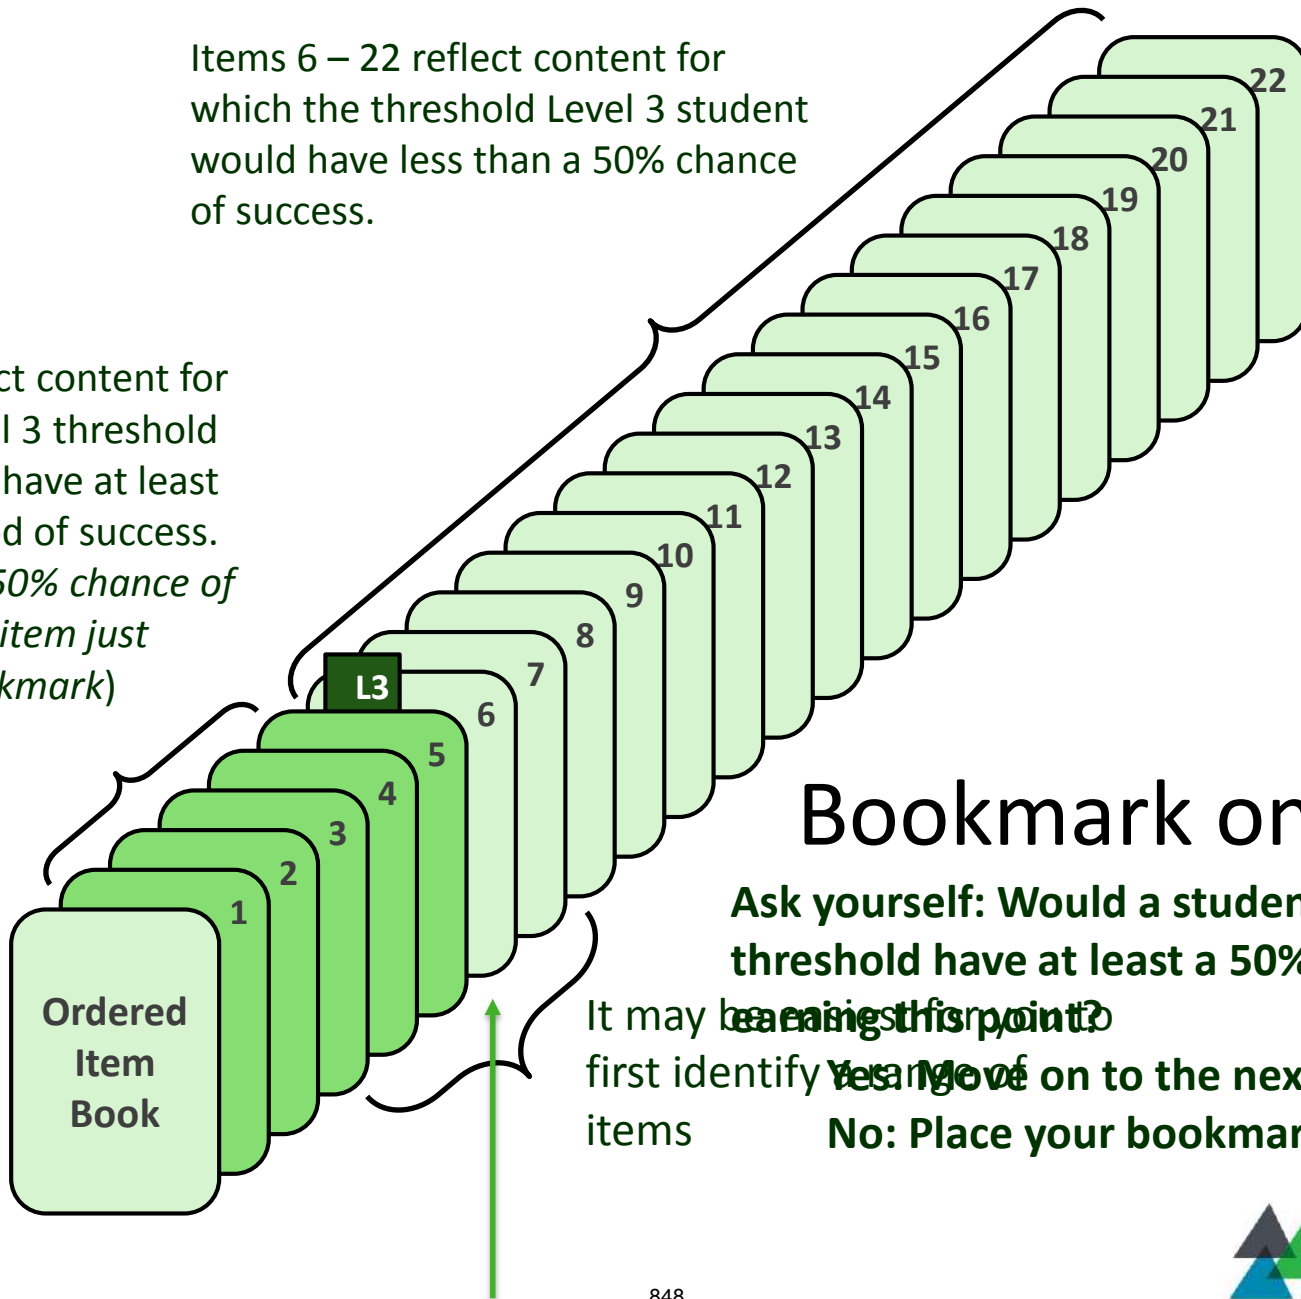 Items 6 – 22 reflect content for
which the threshold Level 3 student
would have less than a 50% chance
of success.
ct content for
l 3 threshold
have at least
d of success.
50% chance of
item just
kmark)
22
21
20
19
18
17
16
15
14
13
12
11
10
9
8
7
L3
6
5
4
3
2
1
Ordered
Item
Book
Bookmark on
Ask yourself: Would a studen
threshold have at least a 50%
earning this point?
Yes: Move on to the nex
No: Place your bookmar
It may be easiest for you to
first identify a range of
items
848